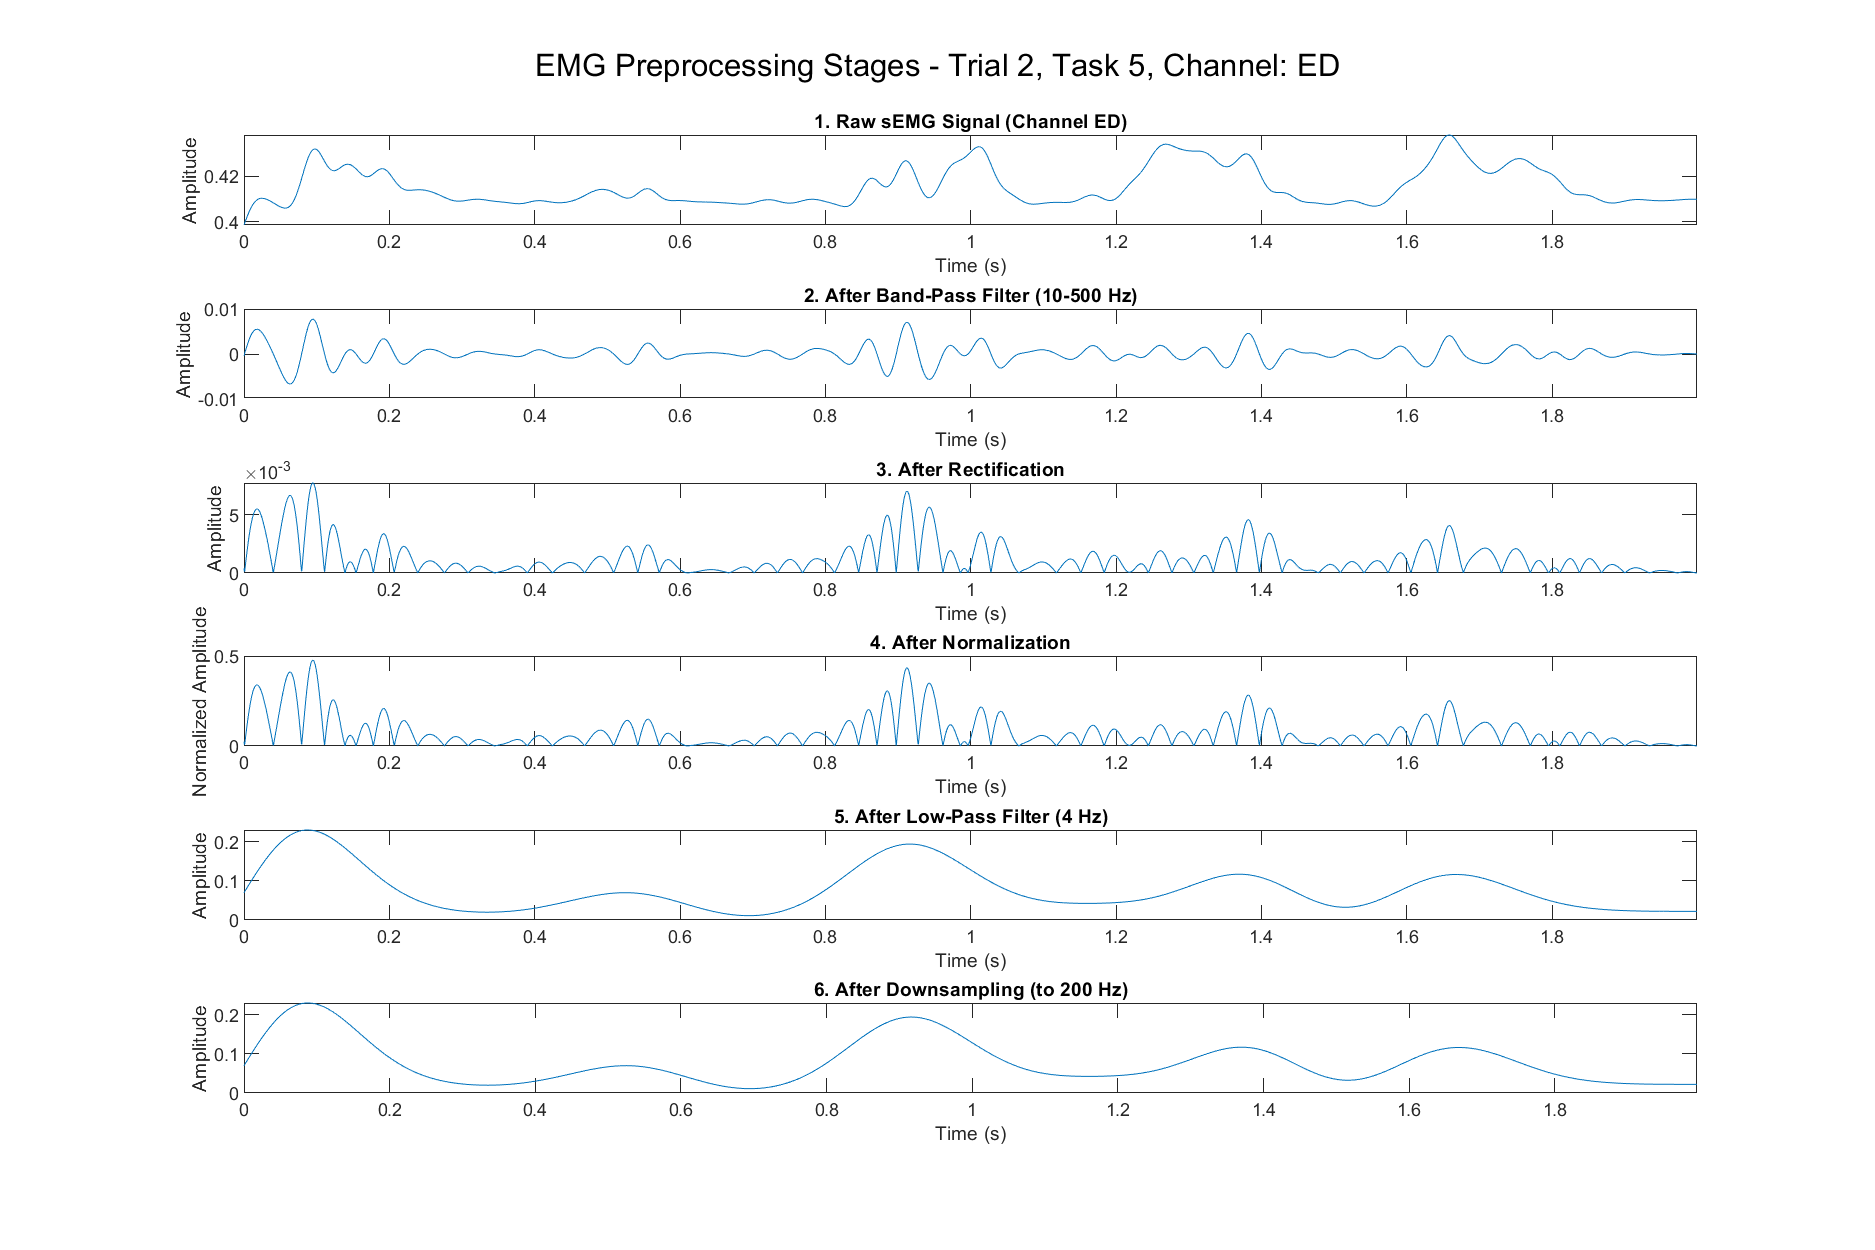 EMG Preprocessing Stages - Trial 2, Task 5, Channel: ED
1. Raw sEMG Signal (Channel ED)
Amplitude
0.42
0.4
0 0.2 0.4 0.6 0.8 1 1.2 1.4 1.6 1.8
Time (s)
2. After Band-Pass Filter (10-500 Hz)
Amplitude
0.01
0
-0.01
0 0.2 0.4 0.6 0.8 1 1.2 1.4 1.6 1.8
Time (s)
3. After Rectification
×10-3
Amplitude
5
0
0 0.2 0.4 0.6 0.8 1 1.2 1.4 1.6 1.8
Time (s)
4. After Normalization
Normalized Amplitude
0.5
0
0 0.2 0.4 0.6 0.8 1 1.2 1.4 1.6 1.8
Time (s)
5. After Low-Pass Filter (4 Hz)
Amplitude
0.2
0.1
0
0 0.2 0.4 0.6 0.8 1 1.2 1.4 1.6 1.8
Time (s)
6. After Downsampling (to 200 Hz)
Amplitude
0.2
0.1
0
0 0.2 0.4 0.6 0.8 1 1.2 1.4 1.6 1.8
Time (s)